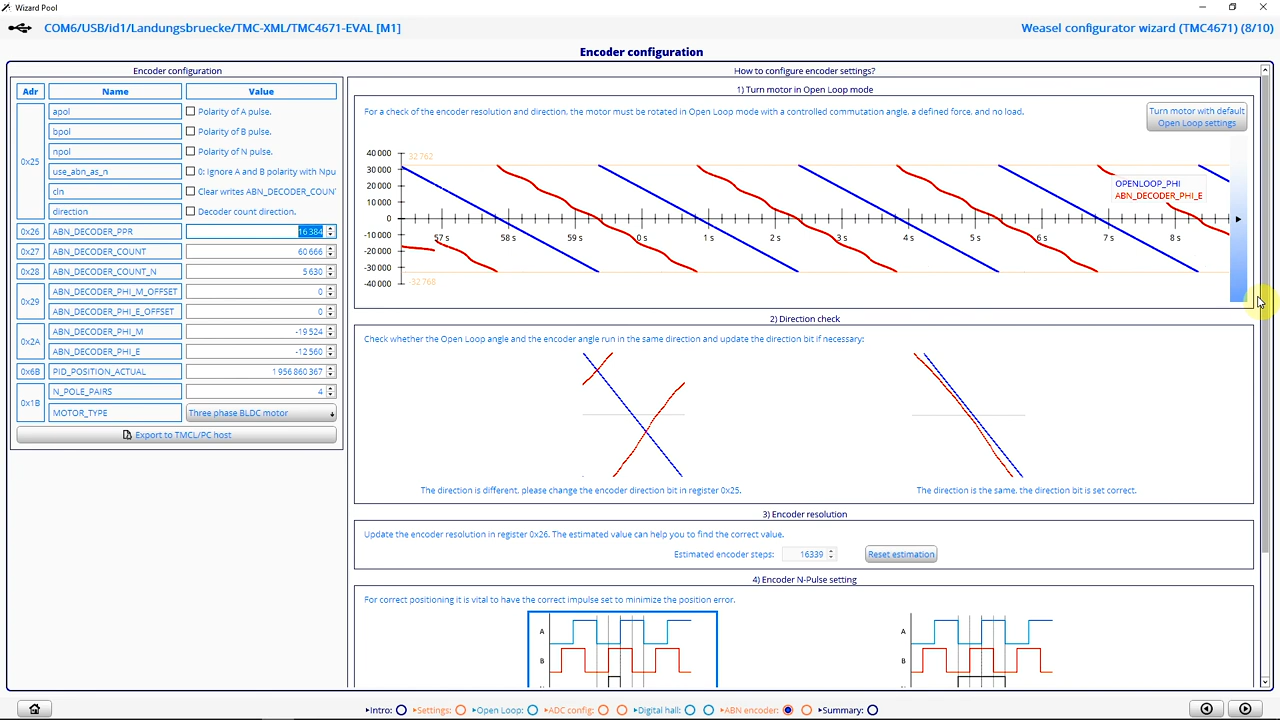 Wizard Pool
COM6/USB/id1/Landungsbruecke/TMC-XML/TMC4671-EVAL [M1]
Weasel configurator wizard (TMC4671) (8/10)
Encoder configuration
Encoder configuration
Adr Name Value
0x25
apol Polarity of A pulse.
bpol Polarity of B pulse.
npol Polarity of N pulse.
use_abn_as_n 0: Ignore A and B polarity with Npu
cln Clear writes ABN_DECODER_COUN
direction Decoder count direction.
0x26 ABN_DECODER_PPR 16 384
0x27 ABN_DECODER_COUNT 60 666
0x28 ABN_DECODER_COUNT_N 5 630
0x29
ABN_DECODER_PHI_M_OFFSET 0
ABN_DECODER_PHI_E_OFFSET 0
0x2A
ABN_DECODER_PHI_M -19 524
ABN_DECODER_PHI_E -12 560
0x6B PID_POSITION_ACTUAL 1 956 860 367
0x1B
N_POLE_PAIRS 4
MOTOR_TYPE Three phase BLDC motor
Export to TMCL/PC host
How to configure encoder settings?
1) Turn motor in Open Loop mode
For a check of the encoder resolution and direction, the motor must be rotated in Open Loop mode with a controlled commutation angle, a defined force, and no load.
Turn motor with default
Open Loop settings
40 000
32 762
30 000
20 000
10 000
0
-10 000
-20 000
-30 000
-40 000
-32 768
57 s 58 s 59 s 0 s 1 s 2 s 3 s 4 s 5 s 6 s 7 s 8 s
OPENLOOP_PHI
ABN_DECODER_PHI_E
2) Direction check
Check whether the Open Loop angle and the encoder angle run in the same direction and update the direction bit if necessary:
The direction is different, please change the encoder direction bit in register 0x25.
The direction is the same, the direction bit is set correct.
3) Encoder resolution
Update the encoder resolution in register 0x26. The estimated value can help you to find the correct value.
Estimated encoder steps: 16339 Reset estimation
4) Encoder N-Pulse setting
For correct positioning it is vital to have the correct impulse set to minimize the position error.
A A
B B
Intro: Settings: Open Loop: ADC config: Digital hall: ABN encoder: Summary: